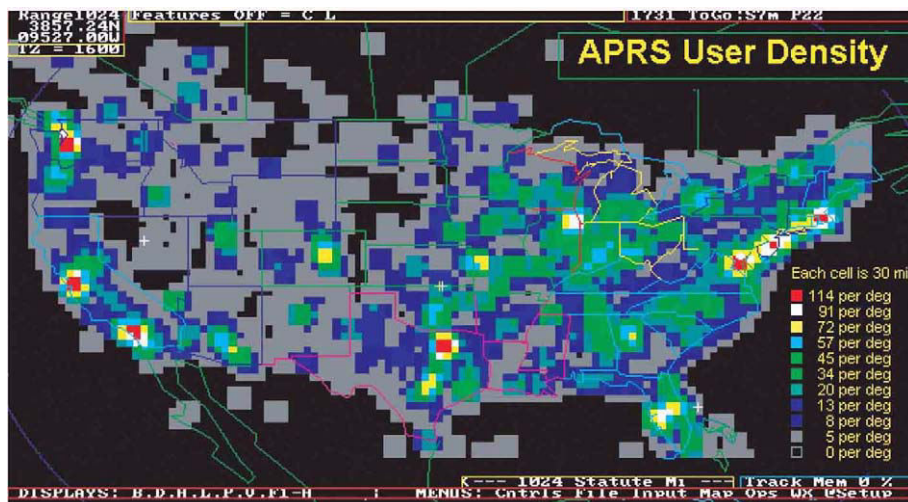 Range1024
3857.24N
09527.00W
TZ = 1600
Features OFF = C L
1731 ToGo:S7m P22
APRS User Density
Each cell is 30 mi
114 per deg
91 per deg
72 per deg
57 per deg
45 per deg
34 per deg
20 per deg
13 per deg
8 per deg
5 per deg
0 per deg
K--- 1024 Statute Mi ---
Track Mem 0 %
DISPLAYS: B.D.H.L.P.V.F1-H : MENUS: Cntrls File Input Map Ops WX @Setup